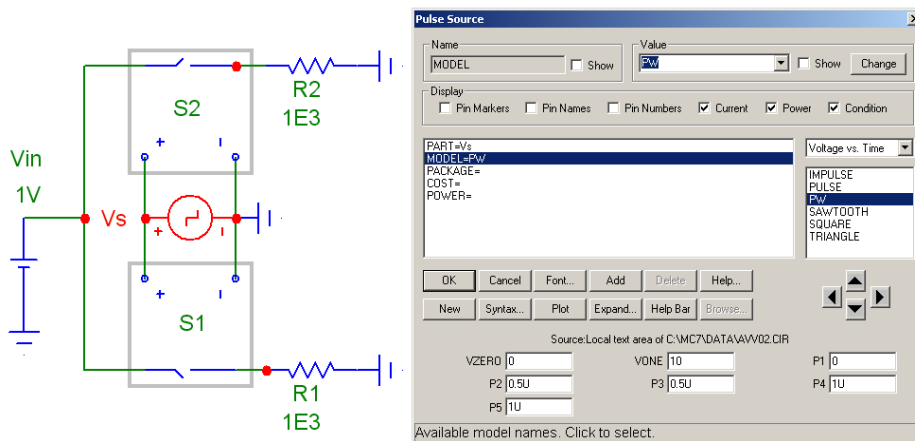 S2
R2
1E3
+ -
Vin
1V
Vs
+ -
+ -
S1
R1
1E3
Pulse Source
Name
MODEL
Show
Value
PW
Show
Change
Display
Pin Markers
Pin Names
Pin Numbers
Current
Power
Condition
PART=Vs
MODEL=PW
PACKAGE=
COST=
POWER=
Voltage vs. Time
IMPULSE
PULSE
PW
SAWTOOTH
SQUARE
TRIANGLE
OK
Cancel
Font...
Add
Delete
Help...
New
Syntax...
Plot
Expand...
Help Bar
Browse...
Source:Local text area of C:\MC7\DATA\AVV02.CIR
VZERO 0
VONE 10
P1 0
P2 0.5U
P3 0.5U
P4 1U
P5 1U
Available model names. Click to select.